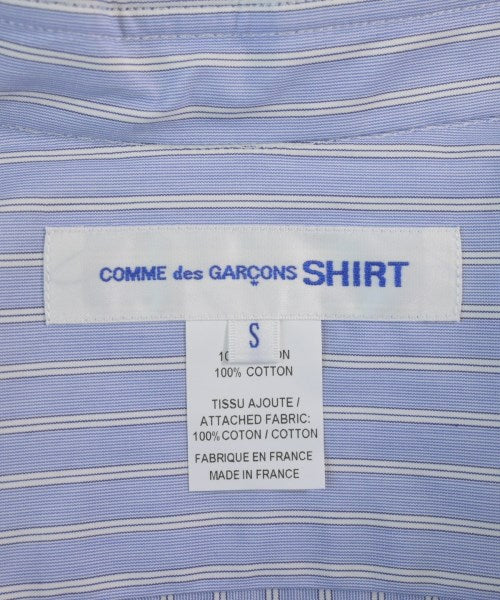 COMME des GARÇONS SHIRT
S
100% COTTON
TISSU AJOUTE /
ATTACHED FABRIC:
100% COTON / COTTON
FABRIQUE EN FRANCE
MADE IN FRANCE